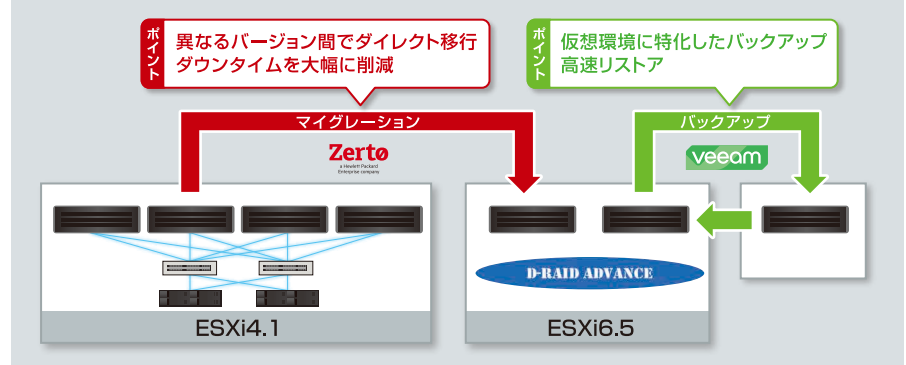 ポイント
異なるバージョン間でダイレクト移行
ダウンタイムを大幅に削減
ポイント
仮想環境に特化したバックアップ
高速リストア
マイグレーション
バックアップ
Zerto
a Hewlett Packard
Enterprise company
veeam
D-RAID ADVANCE
ESXi4.1
ESXi6.5